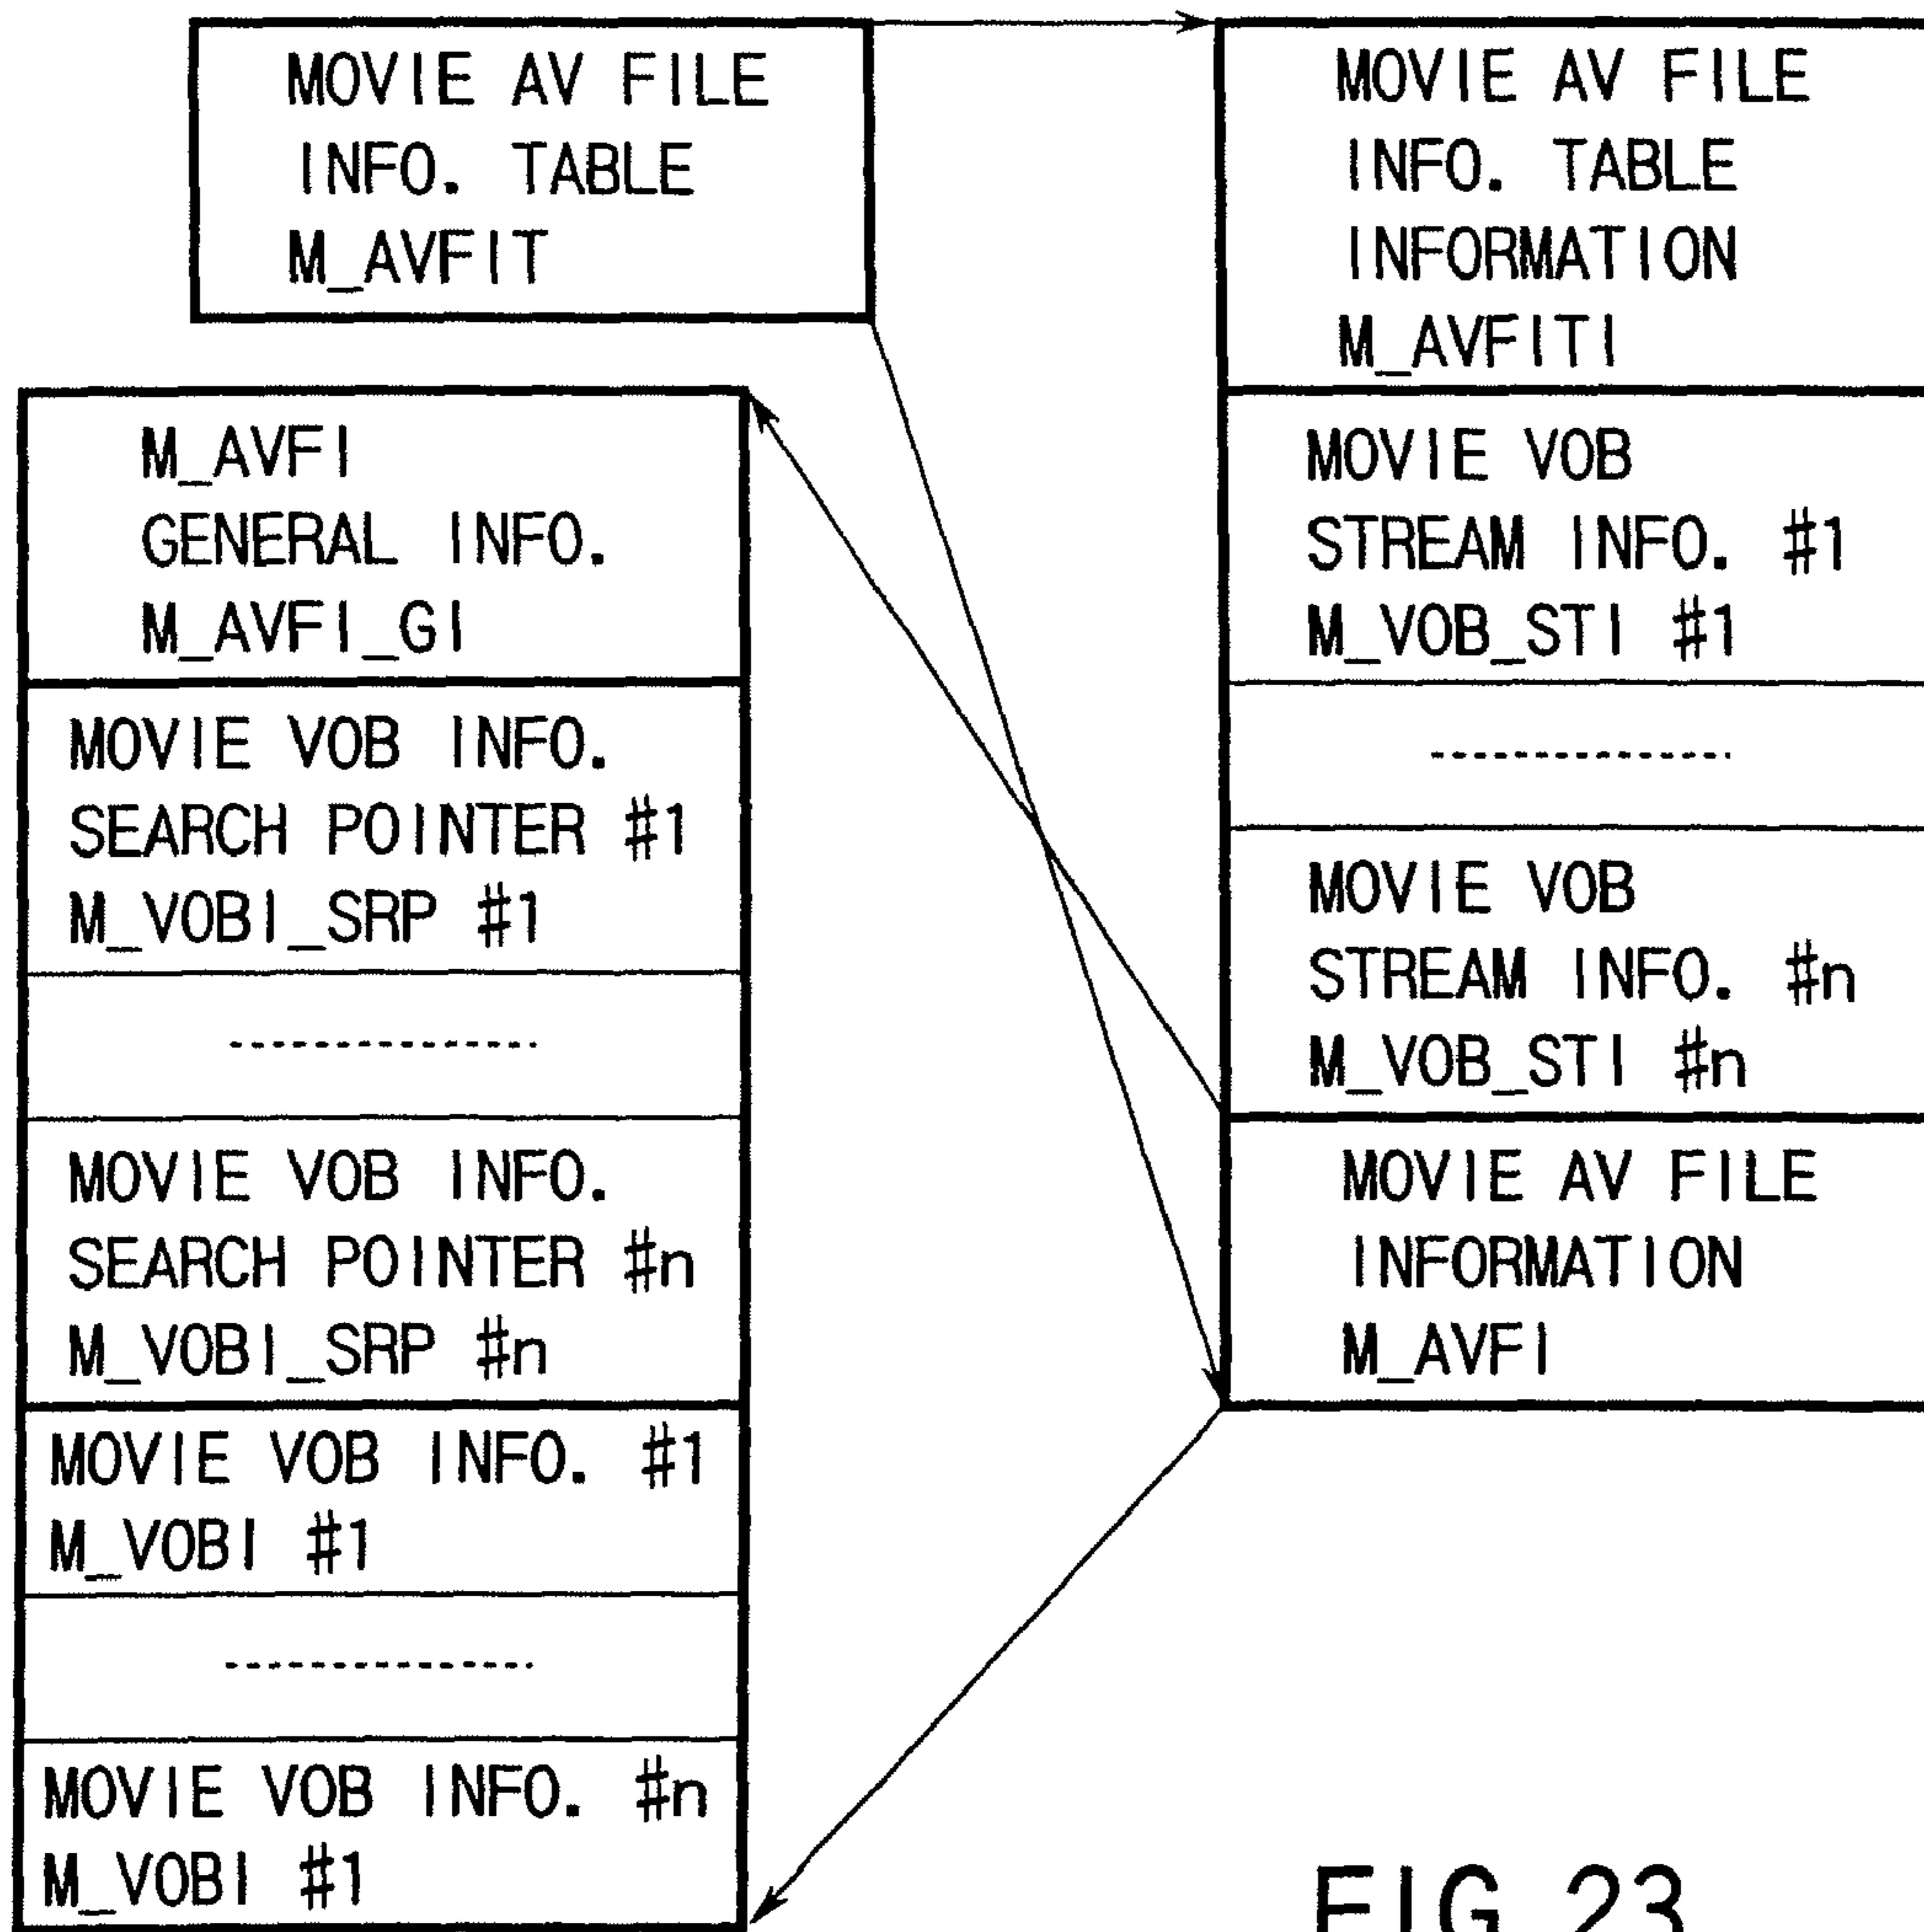 MOVIE AV FILE
INFO. TABLE
M_AVFIT
MOVIE AV FILE
INFO. TABLE
INFORMATION
M_AVFITI
MOVIE VOB
STREAM INFO. #1
M_VOB_STI #1
MOVIE VOB
STREAM INFO. #n
M_VOB_STI #n
MOVIE AV FILE
INFORMATION
M_AVFI
M_AVFI
GENERAL INFO.
M_AVFI_GI
MOVIE VOB INFO.
SEARCH POINTER #1
M_VOBI_SRP #1
MOVIE VOB INFO.
SEARCH POINTER #n
M_VOBI_SRP #n
MOVIE VOB INFO. #1
M_VOBI #1
MOVIE VOB INFO. #n
M_VOBI #1
FIG. 23